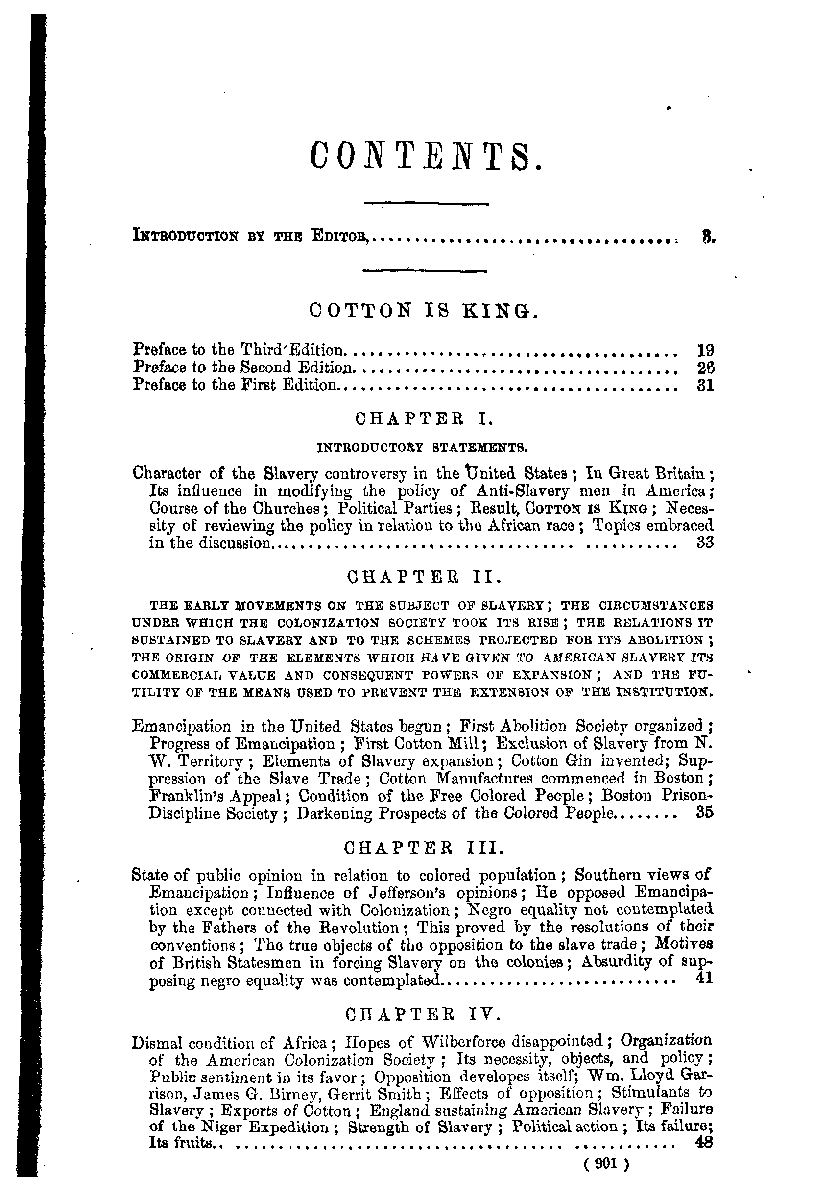 CONTENTS.
INTRODUCTION BY THE EDITOR,.................................... 3.
COTTON IS KING.
Preface to the Third Edition....................................... 19
Preface to the Second Edition...................................... 26
Preface to the First Edition........................................ 31
CHAPTER I.
INTRODUCTORY STATEMENTS.
Character of the Slavery controversy in the United States; In Great Britain;
Its influence in modifying the policy of Anti-Slavery men in America;
Course of the Churches; Political Parties; Result, COTTON IS KING; Neces-
sity of reviewing the policy in relation to the African race; Topics embraced
in the discussion................................................ 33
CHAPTER II.
THE EARLY MOVEMENTS ON THE SUBJECT OF SLAVERY; THE CIRCUMSTANCES
UNDER WHICH THE COLONIZATION SOCIETY TOOK ITS RISE; THE RELATIONS IT
SUSTAINED TO SLAVERY AND TO THE SCHEMES PROJECTED FOR ITS ABOLITION;
THE ORIGIN OF THE ELEMENTS WHICH HAVE GIVEN TO AMERICAN SLAVERY ITS
COMMERCIAL VALUE AND CONSEQUENT POWERS OF EXPANSION; AND THE FU-
TILITY OF THE MEANS USED TO PREVENT THE EXTENSION OF THE INSTITUTION.
Emancipation in the United States begun; First Abolition Society organized;
Progress of Emancipation; First Cotton Mill; Exclusion of Slavery from N.
W. Territory; Elements of Slavery expansion; Cotton Gin invented; Sup-
pression of the Slave Trade; Cotton Manufactures commenced in Boston;
Franklin's Appeal; Condition of the Free Colored People; Boston Prison-
Discipline Society; Darkening Prospects of the Colored People........ 35
CHAPTER III.
State of public opinion in relation to colored population; Southern views of
Emancipation; Influence of Jefferson's opinions; He opposed Emancipa-
tion except connected with Colonization; Negro equality not contemplated
by the Fathers of the Revolution; This proved by the resolutions of their
conventions; The true objects of the opposition to the slave trade; Motives
of British Statesmen in forcing Slavery on the colonies; Absurdity of sup-
posing negro equality was contemplated............................. 41
CHAPTER IV.
Dismal condition of Africa; Hopes of Wilberforce disappointed; Organization
of the American Colonization Society; Its necessity, objects, and policy;
Public sentiment in its favor; Opposition developes itself; Wm. Lloyd Gar-
rison, James G. Birney, Gerrit Smith; Effects of opposition; Stimulants to
Slavery; Exports of Cotton; England sustaining American Slavery; Failure
of the Niger Expedition; Strength of Slavery; Political action; Its failure;
Its fruits...................................................... 48
(901)